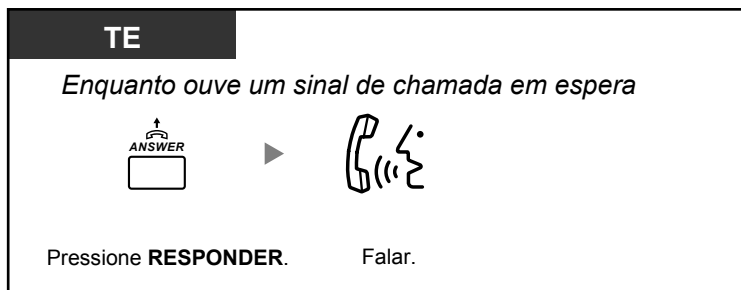 TE
Enquanto ouve um sinal de chamada em espera
ANSWER
Pressione RESPONDER. Falar.